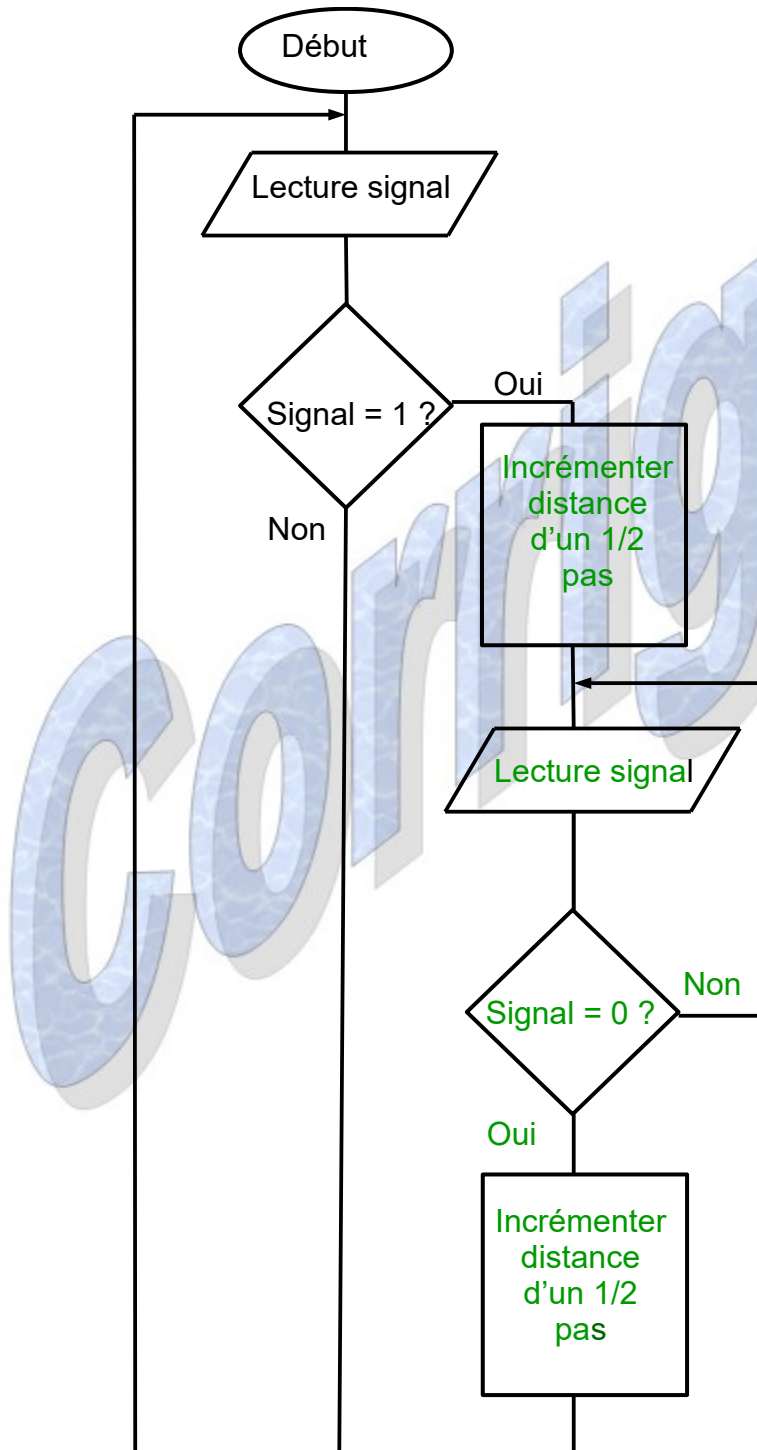 Début
Lecture signal
Oui
Signal = 1 ?
Non
Incrémenter
distance
d’un 1/2
pas
Lecture signal
Non
Signal = 0 ?
Oui
Incrémenter
distance
d’un 1/2
pas
Corrig